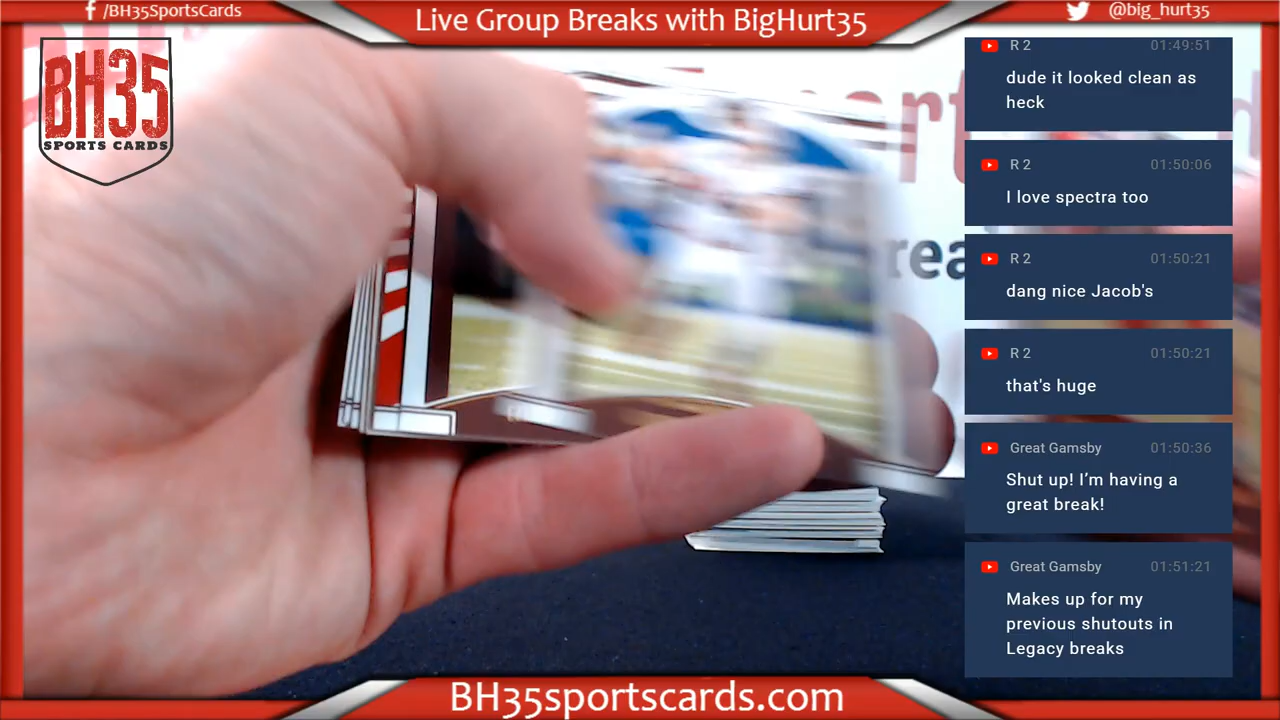 /BH35SportsCards
Live Group Breaks with BigHurt35
@big_hurt35
BH35
SPORTS CARDS
R 2 01:49:51
dude it looked clean as
heck
R 2 01:50:06
I love spectra too
R 2 01:50:21
dang nice Jacob's
R 2 01:50:21
that's huge
Great Gamsby 01:50:36
Shut up! I’m having a
great break!
Great Gamsby 01:51:21
Makes up for my
previous shutouts in
Legacy breaks
BH35sportscards.com